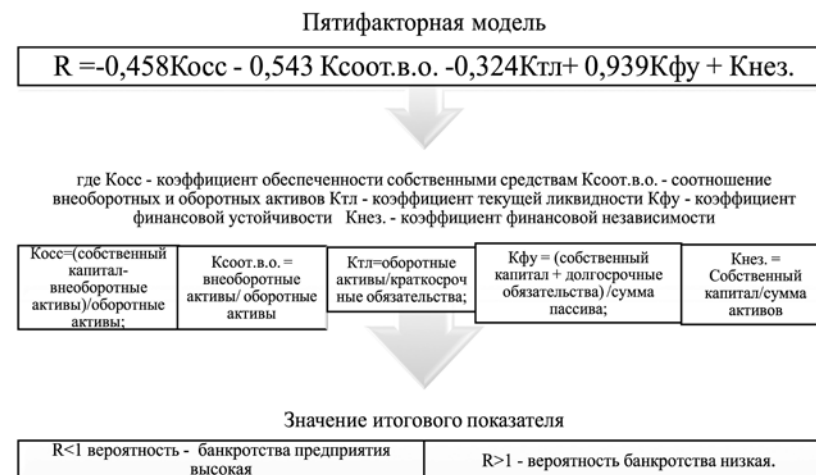 Пятифакторная модель
R =-0,458Косс - 0,543 Ксоот.в.о. -0,324Ктл+ 0,939Кфу + Кнез.
где Косс - коэффициент обеспеченности собственными средствам Ксоот.в.о. - соотношение
внеоборотных и оборотных активов Ктл - коэффициент текущей ликвидности Кфу - коэффициент
финансовой устойчивости Кнез. - коэффициент финансовой независимости
Косс=(собственный
капитал-
внеоборотные
активы)/оборотные
активы;
Ксоот.в.о. =
внеоборотные
активы/ оборотные
активы
Ктл=оборотные
активы/краткосроч
ные обязательства;
Кфу = (собственный
капитал + долгосрочные
обязательства) /сумма
пассива;
Кнез. =
Собственный
капитал/сумма
активов
Значение итогового показателя
R<1 вероятность - банкротства предприятия
высокая
R>1 - вероятность банкротства низкая.